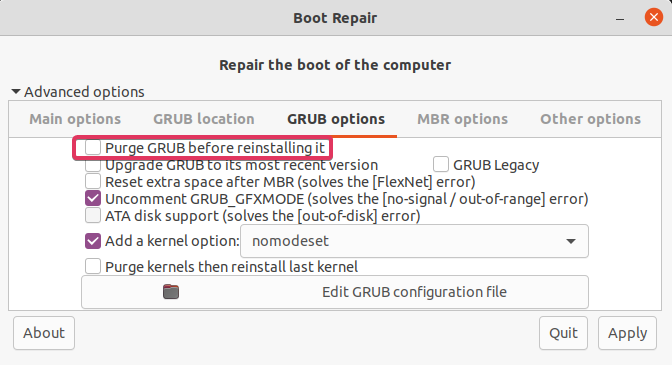 Boot Repair
Repair the boot of the computer
Advanced options
Main options GRUB location GRUB options MBR options Other options
Purge GRUB before reinstalling it
Upgrade GRUB to its most recent version GRUB Legacy
Reset extra space after MBR (solves the [FlexNet] error)
Uncomment GRUB_GFXMODE (solves the [no-signal / out-of-range] error)
ATA disk support (solves the [out-of-disk] error)
Add a kernel option: nomodeset
Purge kernels then reinstall last kernel
Edit GRUB configuration file
About Quit Apply